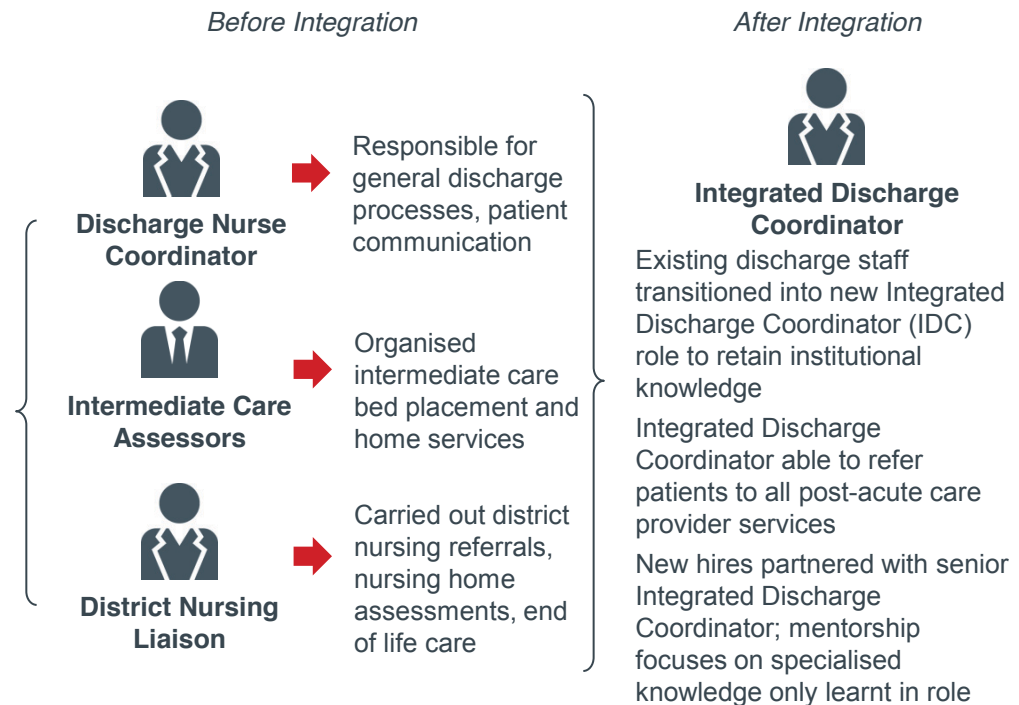 Before Integration
After Integration
Discharge Nurse
Coordinator
Responsible for
general discharge
processes, patient
communication
Intermediate Care
Assessors
Organised
intermediate care
bed placement and
home services
District Nursing
Liaison
Carried out district
nursing referrals,
nursing home
assessments, end
of life care
Integrated Discharge
Coordinator
Existing discharge staff
transitioned into new Integrated
Discharge Coordinator (IDC)
role to retain institutional
knowledge
Integrated Discharge
Coordinator able to refer
patients to all post-acute care
provider services
New hires partnered with senior
Integrated Discharge
Coordinator; mentorship
focuses on specialised
knowledge only learnt in role